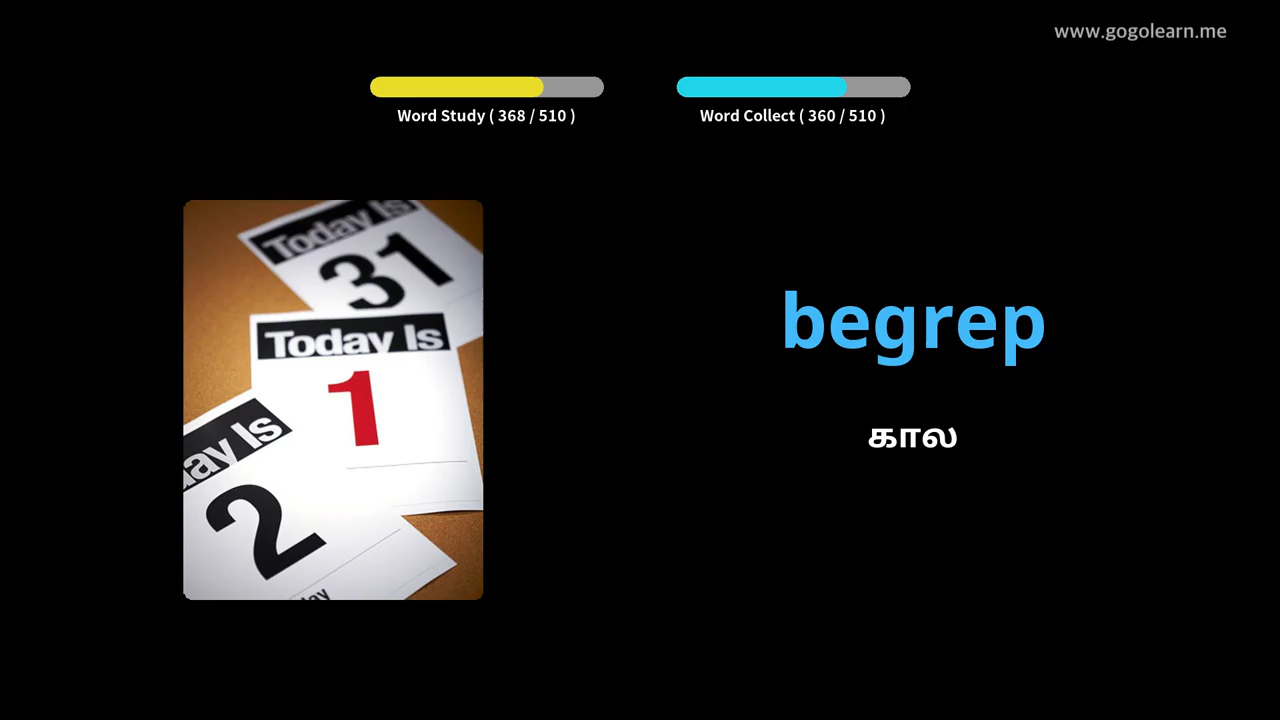 www.gogolearn.me
Word Study ( 368 / 510 )
Word Collect ( 360 / 510 )
Today Is
31
Today Is
1
ay Is
2
ay
begrep
கால